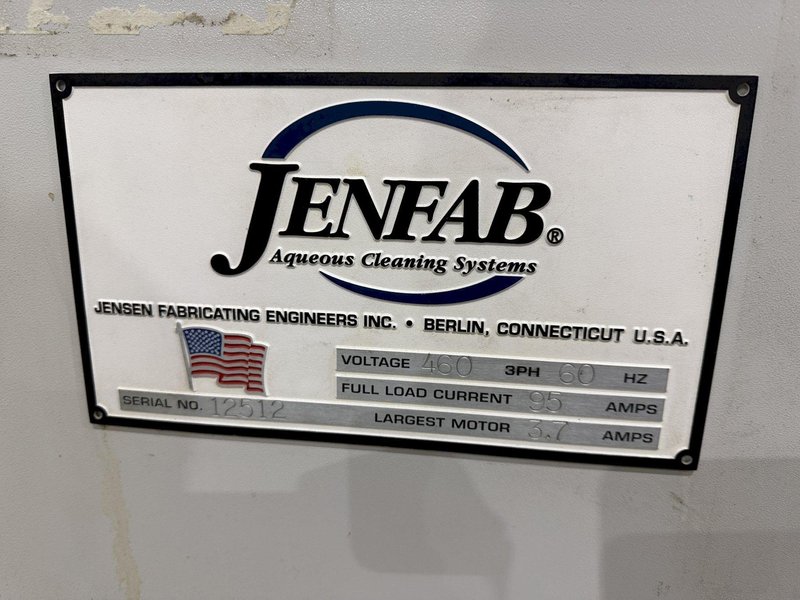 JENFAB®
Aqueous Cleaning Systems
JENSEN FABRICATING ENGINEERS INC. • BERLIN, CONNECTICUT U.S.A.
VOLTAGE 460 3PH 60 HZ
FULL LOAD CURRENT 95 AMPS
SERIAL NO. 12512
LARGEST MOTOR 3.7 AMPS